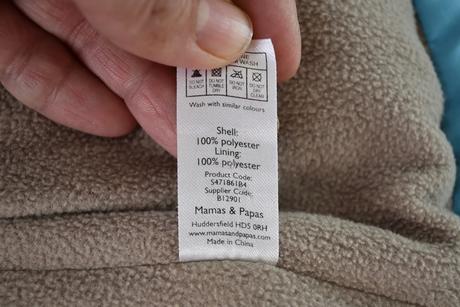 WASH
DO NOT BLEACH
DO NOT TUMBLE DRY
DO NOT IRON
DO NOT DRY CLEAN
Wash with similar colours
Shell:
100% polyester
Lining:
100% polyester
Product Code:
S471861B4
Supplier Code:
B12901
Mamas & Papas
Huddersfield HD5 0RH
www.mamasandpapas.com
Made in China